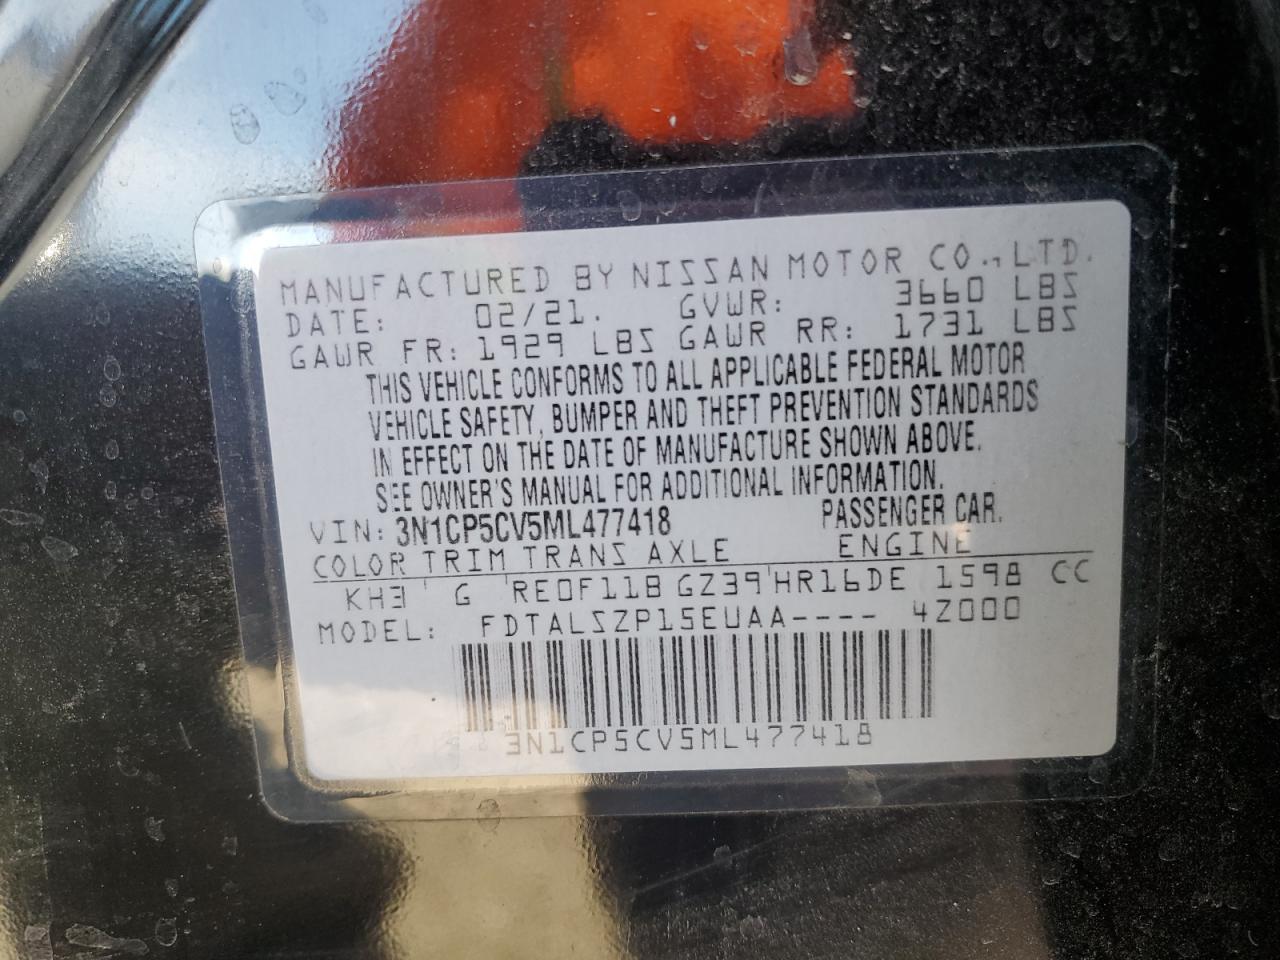 MANUFACTURED BY NISSAN MOTOR CO., LTD.
DATE: 02/21. GVWR: 3660 LBS
GAWR FR: 1929 LBS GAWR RR: 1731 LBS
THIS VEHICLE CONFORMS TO ALL APPLICABLE FEDERAL MOTOR
VEHICLE SAFETY, BUMPER AND THEFT PREVENTION STANDARDS
IN EFFECT ON THE DATE OF MANUFACTURE SHOWN ABOVE.
SEE OWNER'S MANUAL FOR ADDITIONAL INFORMATION.
VIN: 3N1CP5CV5ML477418 PASSENGER CAR.
COLOR TRIM TRANS AXLE ENGINE
KH3 G RE0F11B GZ39 HR16DE 1598 CC
MODEL: FDTALSZP15EUAA---- 4Z000
3N1CP5CV5ML477418